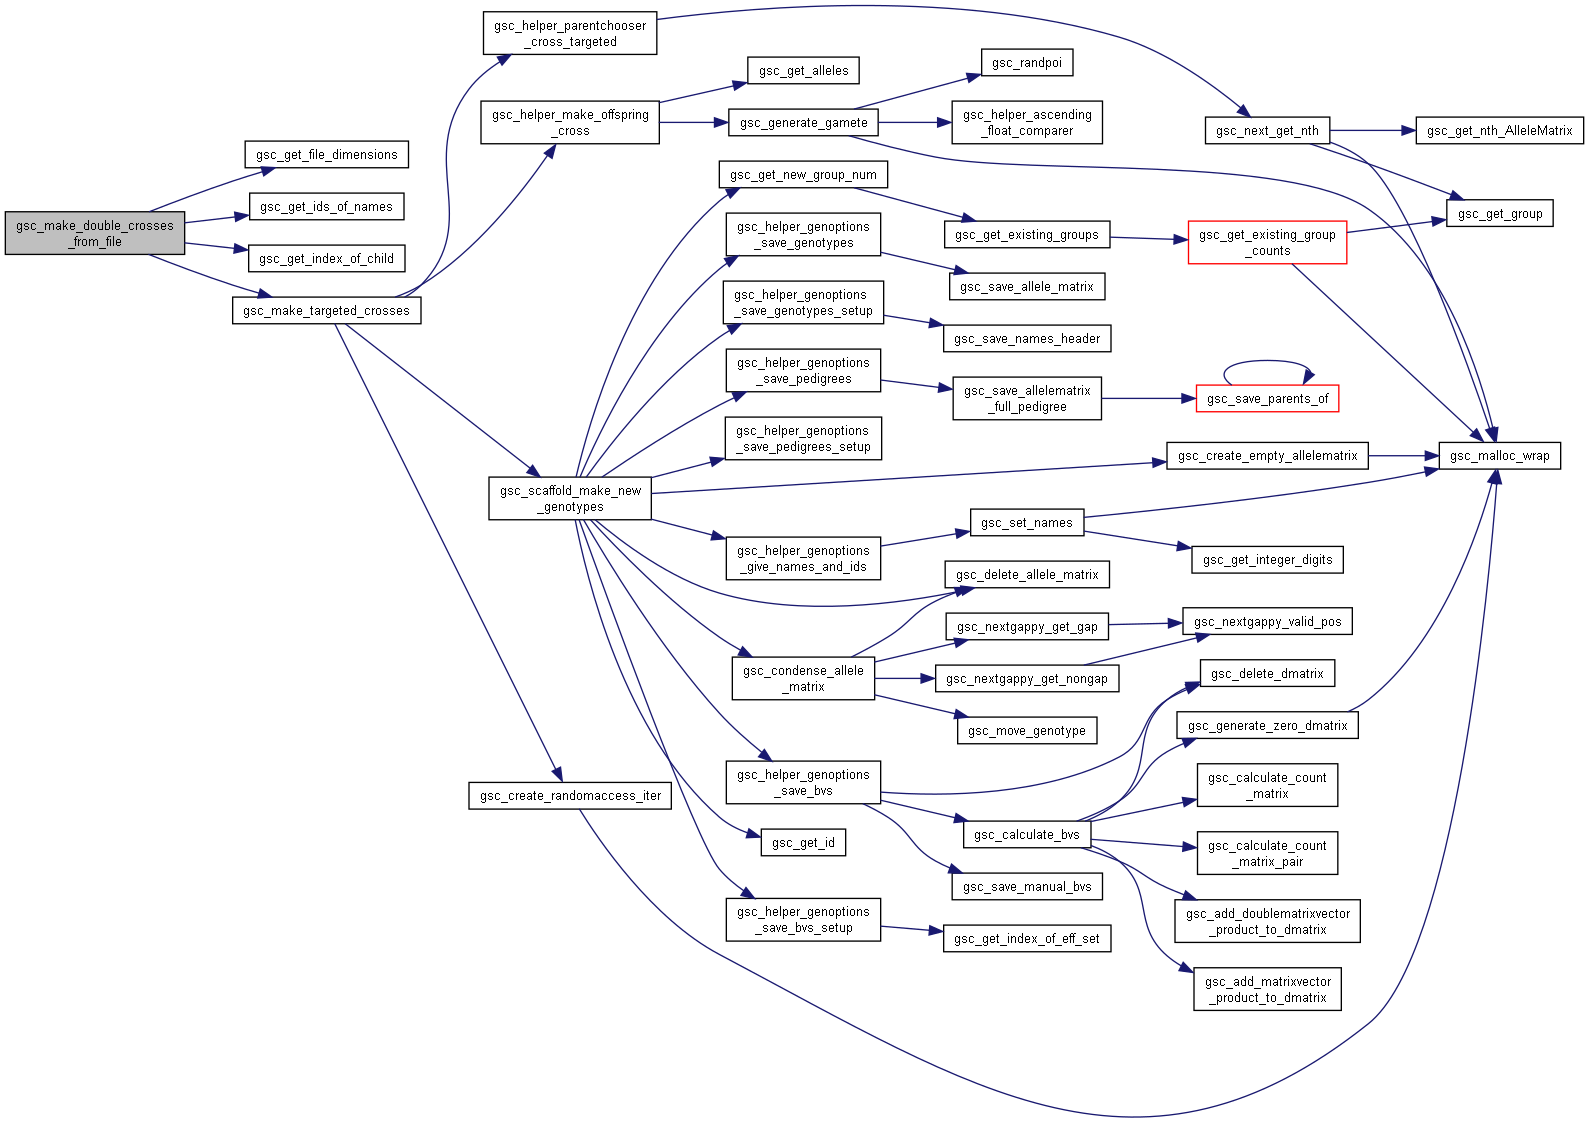 gsc_make_double_crosses
_from_file
gsc_get_file_dimensions
gsc_get_ids_of_names
gsc_get_index_of_child
gsc_make_targeted_crosses
gsc_helper_parentchooser
_cross_targeted
gsc_helper_make_offspring
_cross
gsc_scaffold_make_new
_genotypes
gsc_create_randomaccess_iter
gsc_get_alleles
gsc_generate_gamete
gsc_get_new_group_num
gsc_helper_genoptions
_save_genotypes
gsc_helper_genoptions
_save_genotypes_setup
gsc_helper_genoptions
_save_pedigrees
gsc_helper_genoptions
_save_pedigrees_setup
gsc_helper_genoptions
_give_names_and_ids
gsc_condense_allele
_matrix
gsc_helper_genoptions
_save_bvs
gsc_get_id
gsc_helper_genoptions
_save_bvs_setup
gsc_randpoi
gsc_helper_ascending
_float_comparer
gsc_get_existing_groups
gsc_save_allele_matrix
gsc_save_names_header
gsc_save_allelematrix
_full_pedigree
gsc_set_names
gsc_delete_allele_matrix
gsc_nextgappy_get_gap
gsc_nextgappy_get_nongap
gsc_move_genotype
gsc_calculate_bvs
gsc_save_manual_bvs
gsc_get_index_of_eff_set
gsc_next_get_nth
gsc_get_existing_group
_counts
gsc_save_parents_of
gsc_create_empty_allelematrix
gsc_get_integer_digits
gsc_nextgappy_valid_pos
gsc_delete_dmatrix
gsc_generate_zero_dmatrix
gsc_calculate_count
_matrix
gsc_calculate_count
_matrix_pair
gsc_add_doublematrixvector
_product_to_dmatrix
gsc_add_matrixvector
_product_to_dmatrix
gsc_get_nth_AlleleMatrix
gsc_get_group
gsc_malloc_wrap